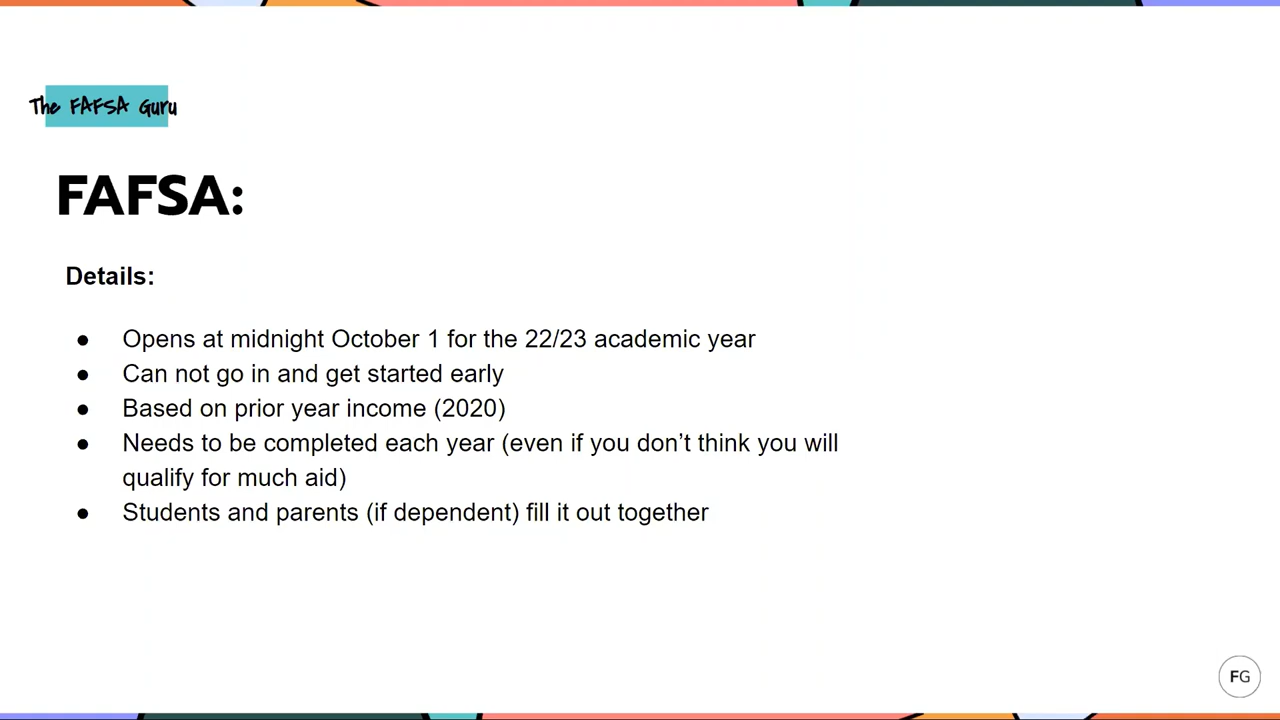 The FAFSA Guru
FAFSA:
Details:
● Opens at midnight October 1 for the 22/23 academic year
● Can not go in and get started early
● Based on prior year income (2020)
● Needs to be completed each year (even if you don’t think you will
qualify for much aid)
● Students and parents (if dependent) fill it out together
FG